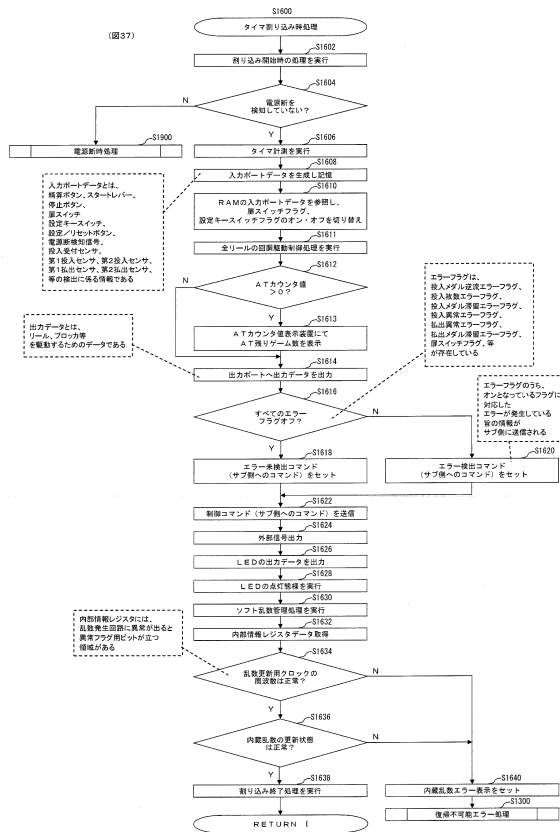 (図37)
S1600
タイマ割り込み時処理
S1602
割り込み開始時の処理を実行
S1604
電源断を
検知していない?
N
Y
S1900
電源断時処理
S1606
タイマ計測を実行
S1608
入力ポートデータを生成し記憶
S1610
RAMの入力ポートデータを参照し、
扉スイッチフラグ、
設定キースイッチフラグのオン・オフを切り替え
入力ポートデータとは、
精算ボタン、スタートレバー、
停止ボタン、
扉スイッチ
設定キースイッチ、
設定/リセットボタン、
電源断検知信号、
投入受付センサ、
第1投入センサ、第2投入センサ、
第1払出センサ、第2払出センサ、
等の検出に係る情報である
S1611
全リールの回胴駆動制御処理を実行
S1612
ATカウンタ値
>0?
N
Y
S1613
ATカウンタ値表示装置にて
AT残りゲーム数を表示
エラーフラグは、
投入メダル逆流エラーフラグ、
投入枚数エラーフラグ、
投入メダル滞留エラーフラグ、
投入異常エラーフラグ、
払出異常エラーフラグ、
払出メダル滞留エラーフラグ、
扉スイッチフラグ、等
が存在している
出力データとは、
リール、ブロッカ等
を駆動するためのデータである
S1614
出力ポートへ出力データを出力
S1616
すべてのエラー
フラグオフ?
N
Y
エラーフラグのうち、
オンとなっているフラグに
対応した
エラーが発生している
旨の情報が
サブ側に送信される
S1618
エラー未検出コマンド
(サブ側へのコマンド)をセット
S1620
エラー検出コマンド
(サブ側へのコマンド)をセット
S1622
制御コマンド(サブ側へのコマンド)を送信
S1624
外部信号出力
S1626
LEDの出力データを出力
S1628
LEDの点灯態様を実行
S1630
ソフト乱数管理処理を実行
S1632
内部情報レジスタデータ取得
内部情報レジスタには、
乱数発生回路に異常が出ると
異常フラグ用ビットが立つ
領域がある
S1634
乱数更新用クロックの
周波数は正常?
N
Y
S1636
内蔵乱数の更新状態
は正常?
N
Y
S1638
割り込み終了処理を実行
S1640
内蔵乱数エラー表示をセット
S1300
復帰不可能エラー処理
RETURN I